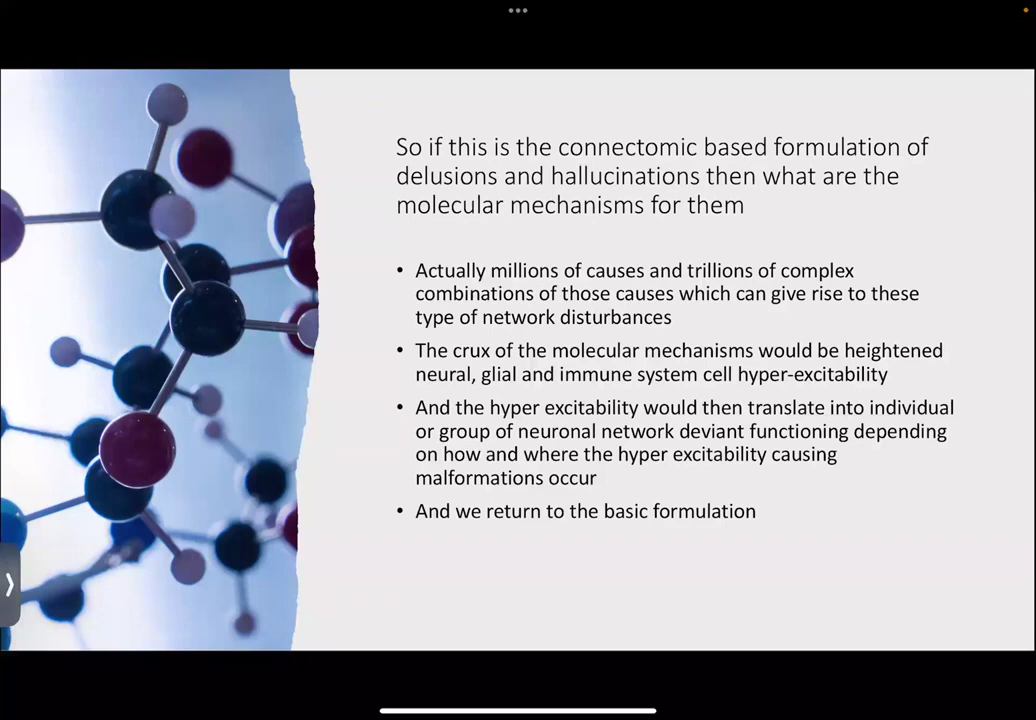 So if this is the connectomic based formulation of
delusions and hallucinations then what are the
molecular mechanisms for them
• Actually millions of causes and trillions of complex
combinations of those causes which can give rise to these
type of network disturbances
• The crux of the molecular mechanisms would be heightened
neural, glial and immune system cell hyper-excitability
• And the hyper excitability would then translate into individual
or group of neuronal network deviant functioning depending
on how and where the hyper excitability causing
malformations occur
• And we return to the basic formulation